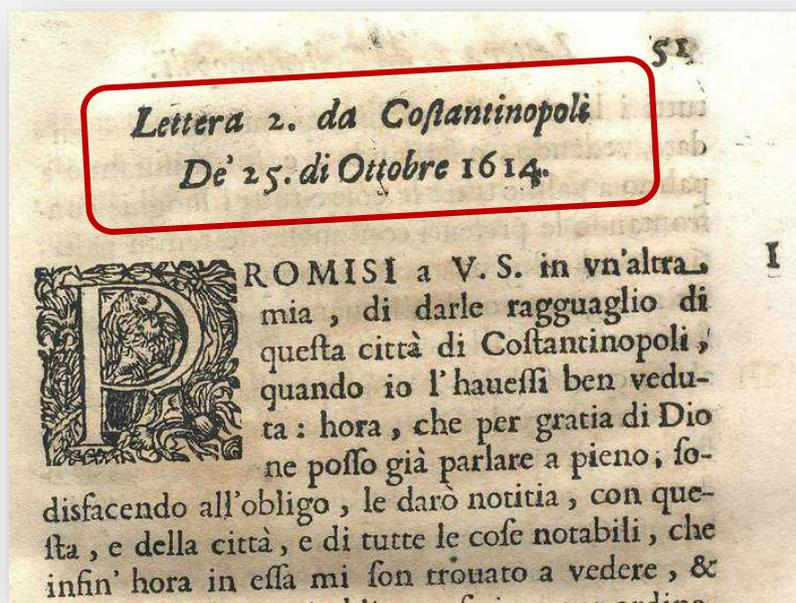 51
Lettera 2. da Coſtantinopoli
De' 25. di Ottobre 1614.
PROMISI a V. S. in vn'altra
1
mia , di darle ragguaglio di
queſta città di Coſtantinopoli ,
quando io l'haueſſi ben vedu-
ta : hora , che per gratia di Dio
ne poſſo già parlare a pieno, ſo-
disfacendo all'obligo , le darò notitia , con que-
ſta , e della città , e di tutte le coſe notabili , che
infin' hora in eſſa mi ſon trouato a vedere , &